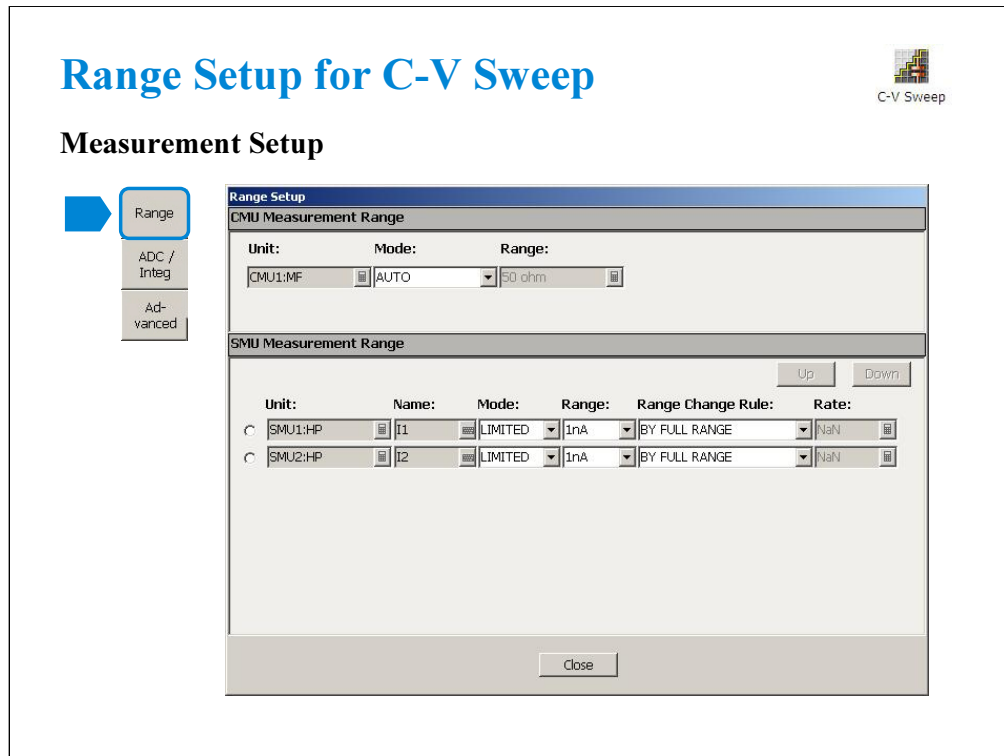 Range Setup for C-V Sweep
C-V Sweep
Measurement Setup
Range
ADC /
Integ
Ad-
vanced
Range Setup
CMU Measurement Range
Unit: Mode: Range:
CMU1:MF AUTO 50 ohm
SMU Measurement Range
Up Down
Unit: Name: Mode: Range: Range Change Rule: Rate:
SMU1:HP I1 LIMITED 1nA BY FULL RANGE NaN
SMU2:HP I2 LIMITED 1nA BY FULL RANGE NaN
Close